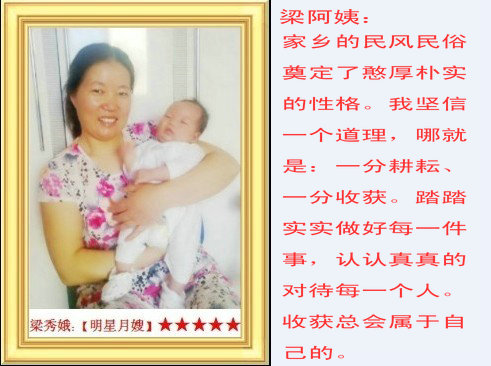 梁阿姨：
家乡的民风民俗
奠定了憨厚朴实
的性格。我坚信
一个道理，哪就
是：一分耕耘、
一分收获。踏踏
实实做好每一件
事，认认真真的
对待每一个人。
收获总会属于自
己的。
梁秀娥:【明星月嫂】★★★★★